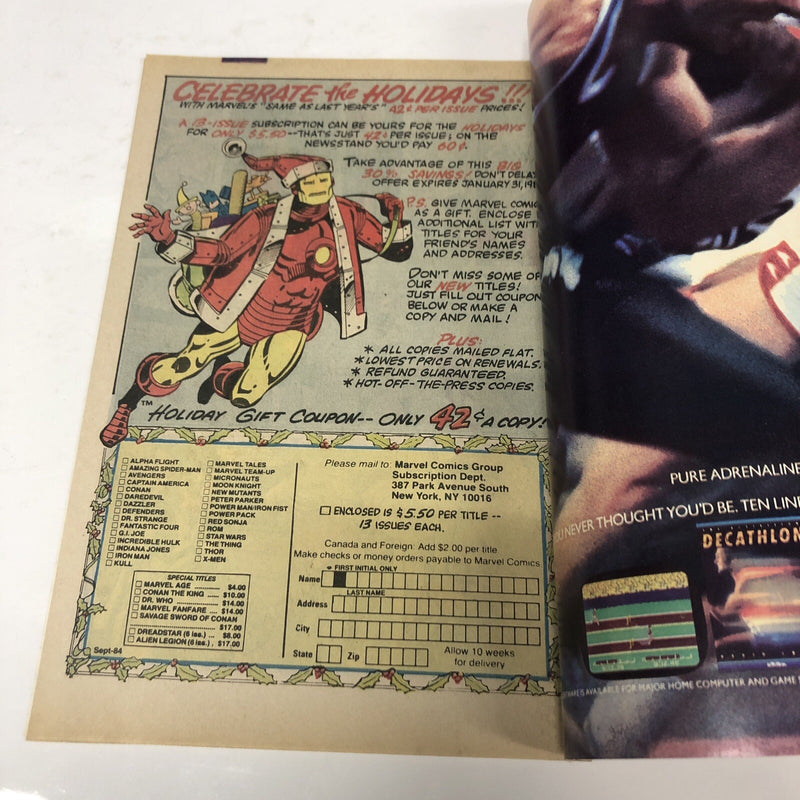 CELEBRATE the HOLIDAYS!!!
WITH MARVEL'S "SAME AS LAST YEAR'S" 42¢ PER ISSUE PRICES!
A 13-ISSUE SUBSCRIPTION CAN BE YOURS FOR THE HOLIDAYS
FOR ONLY $5.50--THAT'S JUST 42¢ PER ISSUE; ON THE
NEWSSTAND YOU'D PAY 60¢.
TAKE ADVANTAGE OF THIS BIG
30% SAVINGS! DON'T DELAY
OFFER EXPIRES JANUARY 31,
P.S. GIVE MARVEL COMIC
AS A GIFT. ENCLOSE
ADDITIONAL LIST WIT
TITLES FOR YOUR
FRIEND'S NAMES
AND ADDRESSES.
DON'T MISS SOME OF
OUR NEW TITLES!
JUST FILL OUT COUPON
BELOW OR MAKE A
COPY AND MAIL!
PLUS:
* ALL COPIES MAILED FLAT.
* LOWEST PRICE ON RENEWALS.
* REFUND GUARANTEED.
* HOT-OFF-THE-PRESS COPIES.
TM
HOLIDAY GIFT COUPON-- ONLY 42¢ A COPY!
ALPHA FLIGHT
AMAZING SPIDER-MAN
AVENGERS
CAPTAIN AMERICA
CONAN
DAREDEVIL
DAZZLER
DEFENDERS
DR. STRANGE
FANTASTIC FOUR
G.I. JOE
INCREDIBLE HULK
INDIANA JONES
IRON MAN
KULL
MARVEL TALES
MARVEL TEAM-UP
MICRONAUTS
MOON KNIGHT
NEW MUTANTS
PETER PARKER
POWER MAN/IRON FIST
POWER PACK
RED SONJA
ROM
STAR WARS
THE THING
THOR
X-MEN
SPECIAL TITLES
MARVEL AGE ........ $4.00
CONAN THE KING .... $10.00
DR. WHO ........... $14.00
MARVEL FANFARE .... $14.00
SAVAGE SWORD OF CONAN
........ $17.00
DREADSTAR (6 iss.) ... $8.00
ALIEN LEGION (6 iss.) . $17.00
Sept-84
Please mail to: Marvel Comics Group
Subscription Dept.
387 Park Avenue South
New York, NY 10016
ENCLOSED IS $5.50 PER TITLE --
13 ISSUES EACH.
Canada and Foreign: Add $2.00 per title
Make checks or money orders payable to Marvel Comics
FIRST INITIAL ONLY
Name
LAST NAME
Address
City
State Zip
Allow 10 weeks
for delivery
PURE ADRENALINE
U NEVER THOUGHT YOU'D BE. TEN LINE
DECATHLON
TWARE IS AVAILABLE FOR MAJOR HOME COMPUTER AND GAME